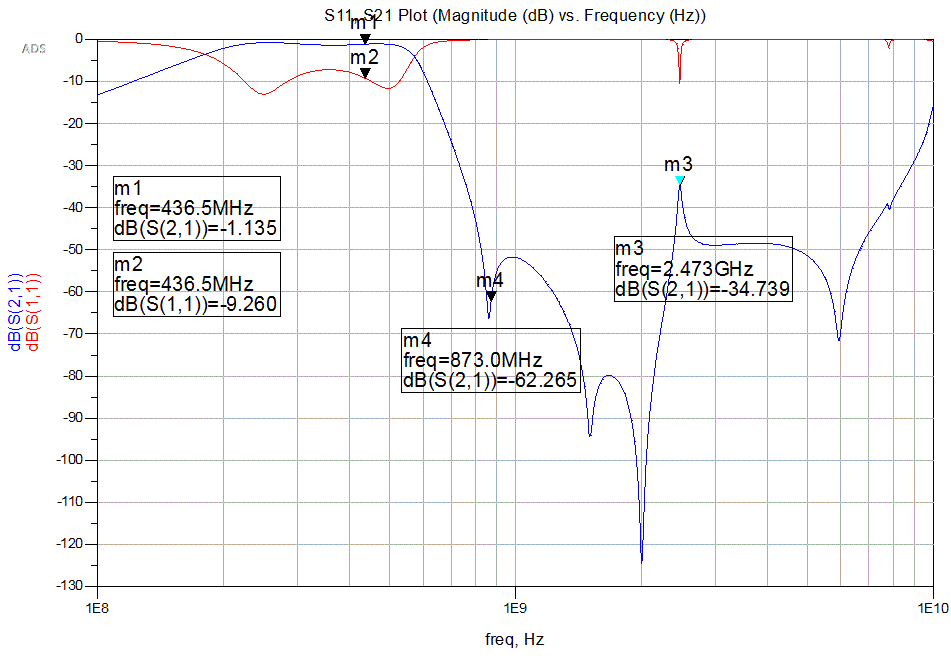 S11, S21 Plot (Magnitude (dB) vs. Frequency (Hz))
ADS
m1
m2
m3
m4
m1
freq=436.5MHz
dB(S(2,1))=-1.135
m2
freq=436.5MHz
dB(S(1,1))=-9.260
m3
freq=2.473GHz
dB(S(2,1))=-34.739
m4
freq=873.0MHz
dB(S(2,1))=-62.265
0
-10
-20
-30
-40
-50
-60
-70
-80
-90
-100
-110
-120
-130
dB(S(2,1))
dB(S(1,1))
1E8
1E9
1E10
freq, Hz